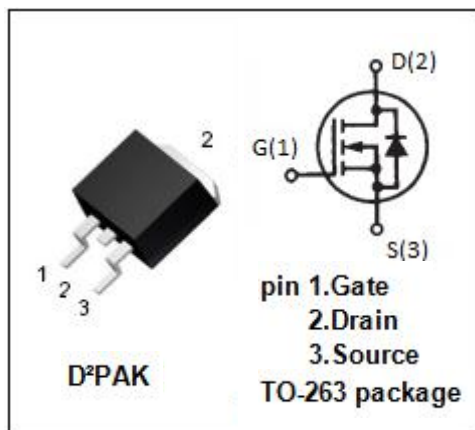 2
1
2
3
D²PAK
D(2)
G(1)
S(3)
pin 1.Gate
2.Drain
3.Source
TO-263 package